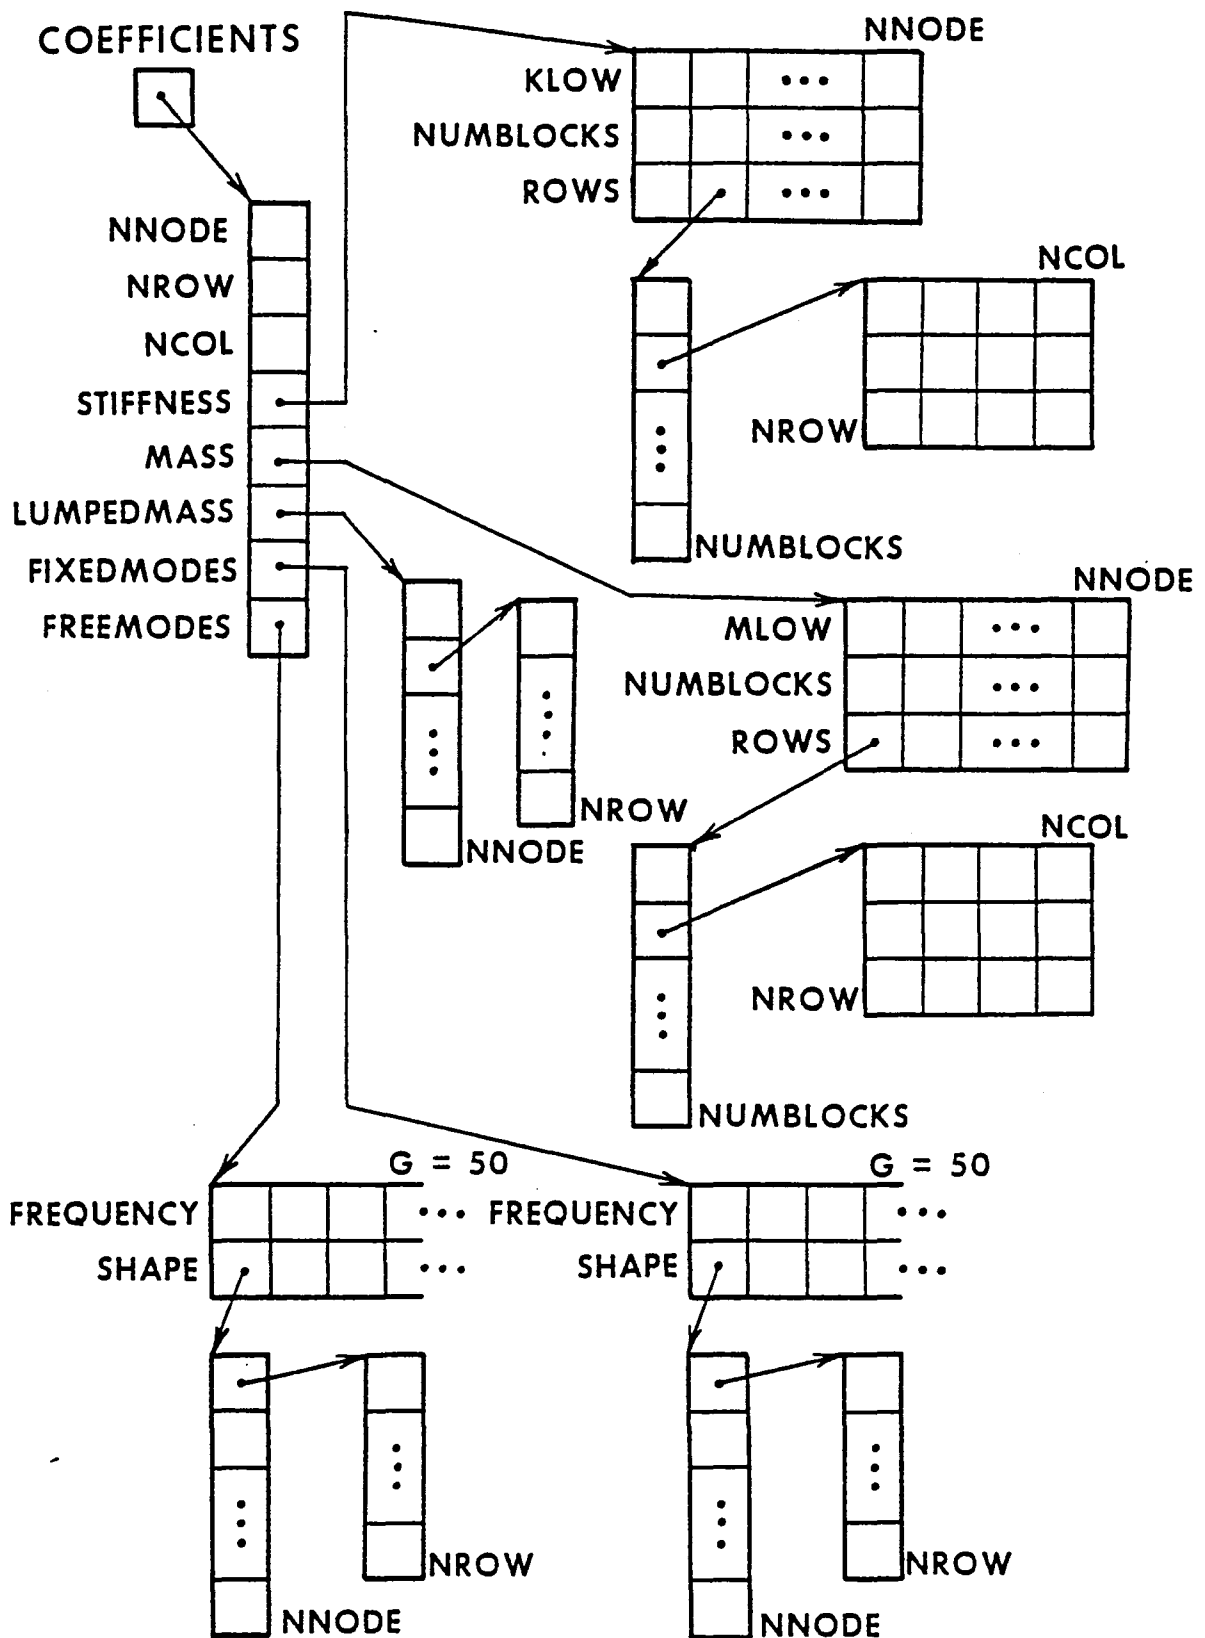 COEFFICIENTS
NNODE
NROW
NCOL
STIFFNESS
MASS
LUMPEDMASS
FIXEDMODES
FREEMODES
NNODE
KLOW
NUMBLOCKS
ROWS
NCOL
NROW
NUMBLOCKS
NNODE
MLOW
NUMBLOCKS
ROWS
NROW
NNODE
NCOL
NROW
NUMBLOCKS
G = 50
FREQUENCY
SHAPE
NROW
NNODE
G = 50
FREQUENCY
SHAPE
NROW
NNODE